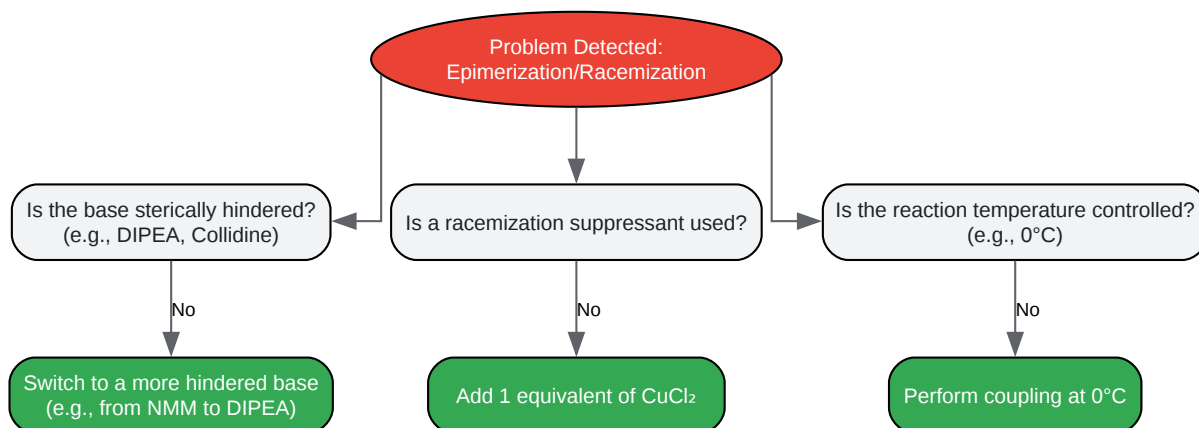 Problem Detected:
Epimerization/Racemization
Is the base sterically hindered?
(e.g., DIPEA, Collidine)
Is a racemization suppressant used?
Is the reaction temperature controlled?
(e.g., 0°C)
No
No
No
Switch to a more hindered base
(e.g., from NMM to DIPEA)
Add 1 equivalent of CuCl₂
Perform coupling at 0°C